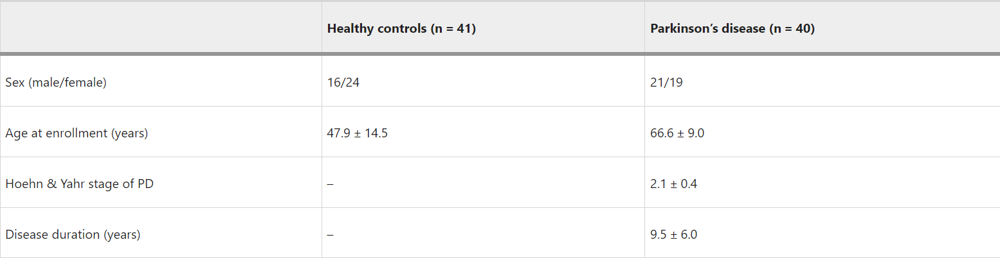 Healthy controls (n = 41) Parkinson’s disease (n = 40)
Sex (male/female) 16/24 21/19
Age at enrollment (years) 47.9 ± 14.5 66.6 ± 9.0
Hoehn & Yahr stage of PD – 2.1 ± 0.4
Disease duration (years) – 9.5 ± 6.0